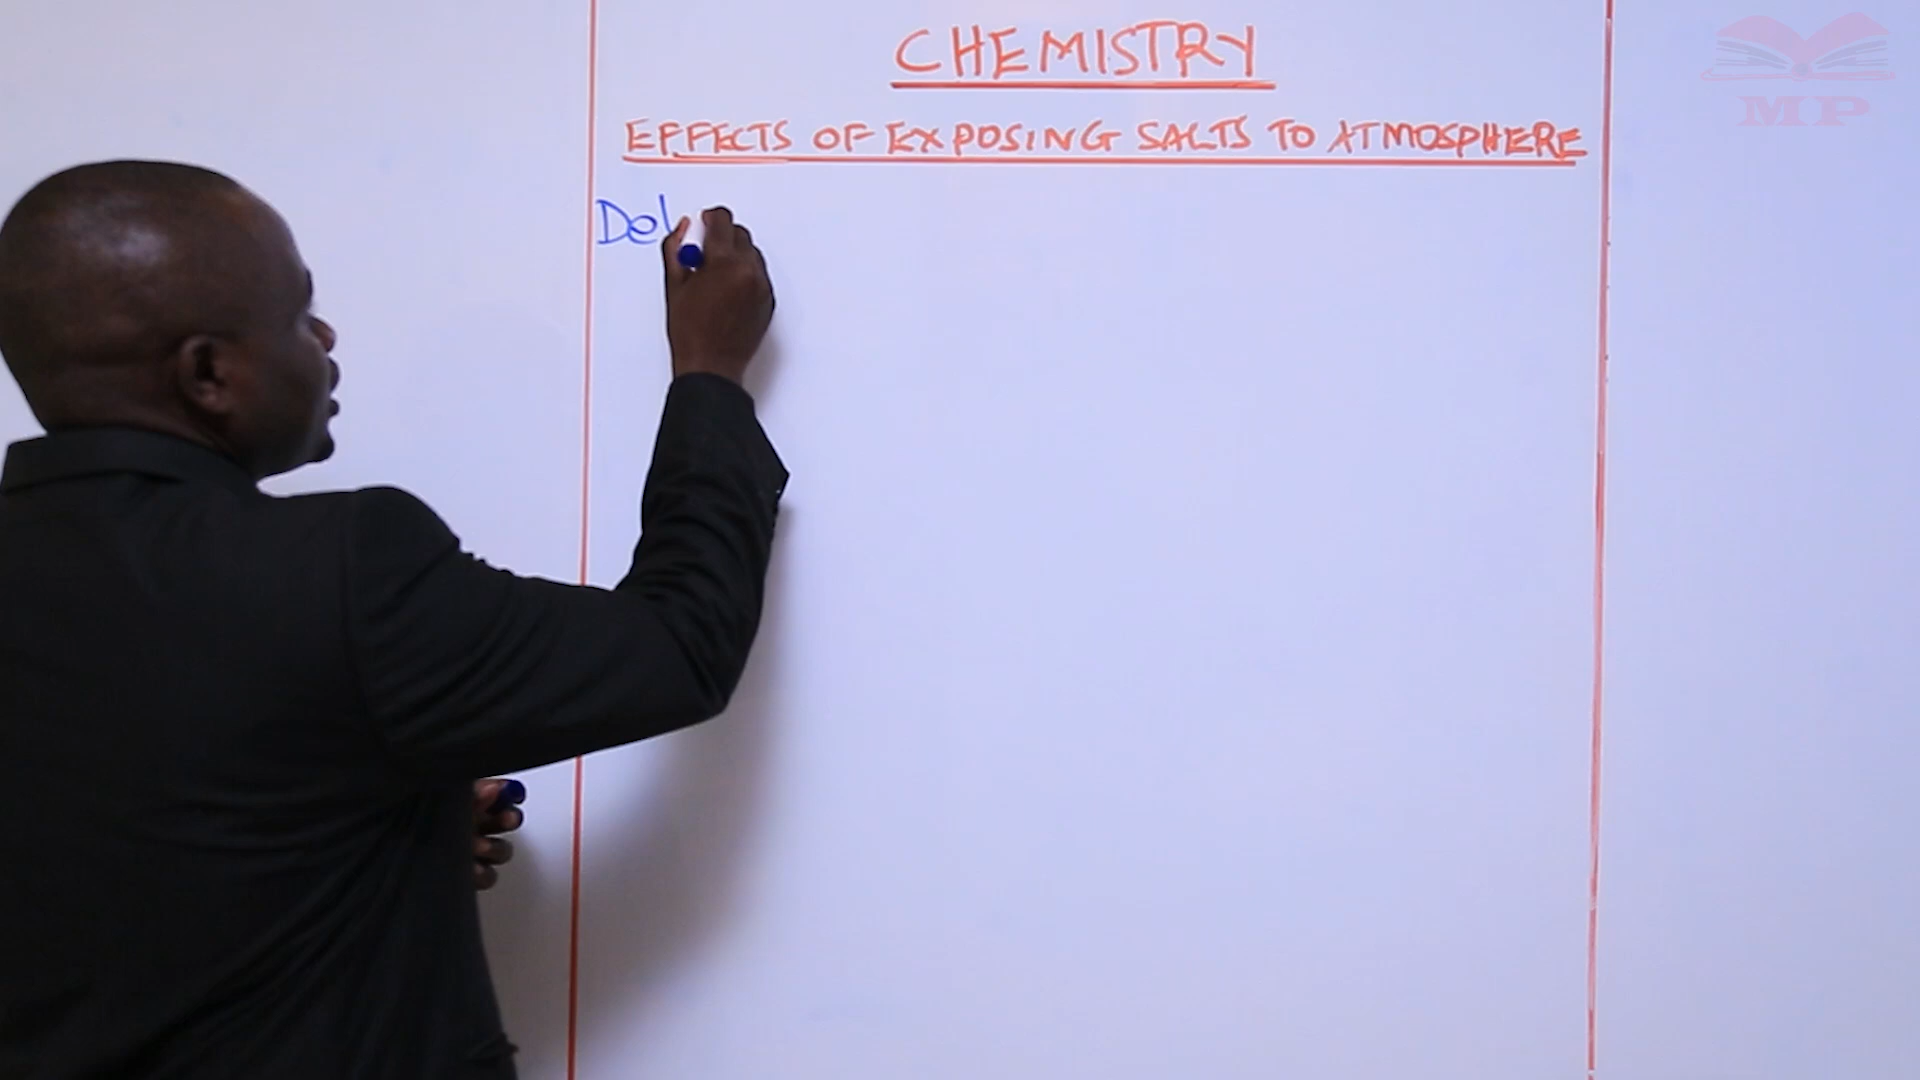 CHEMISTRY
MP
EFFECTS OF EXPOSING SALTS TO ATMOSPHERE
Del